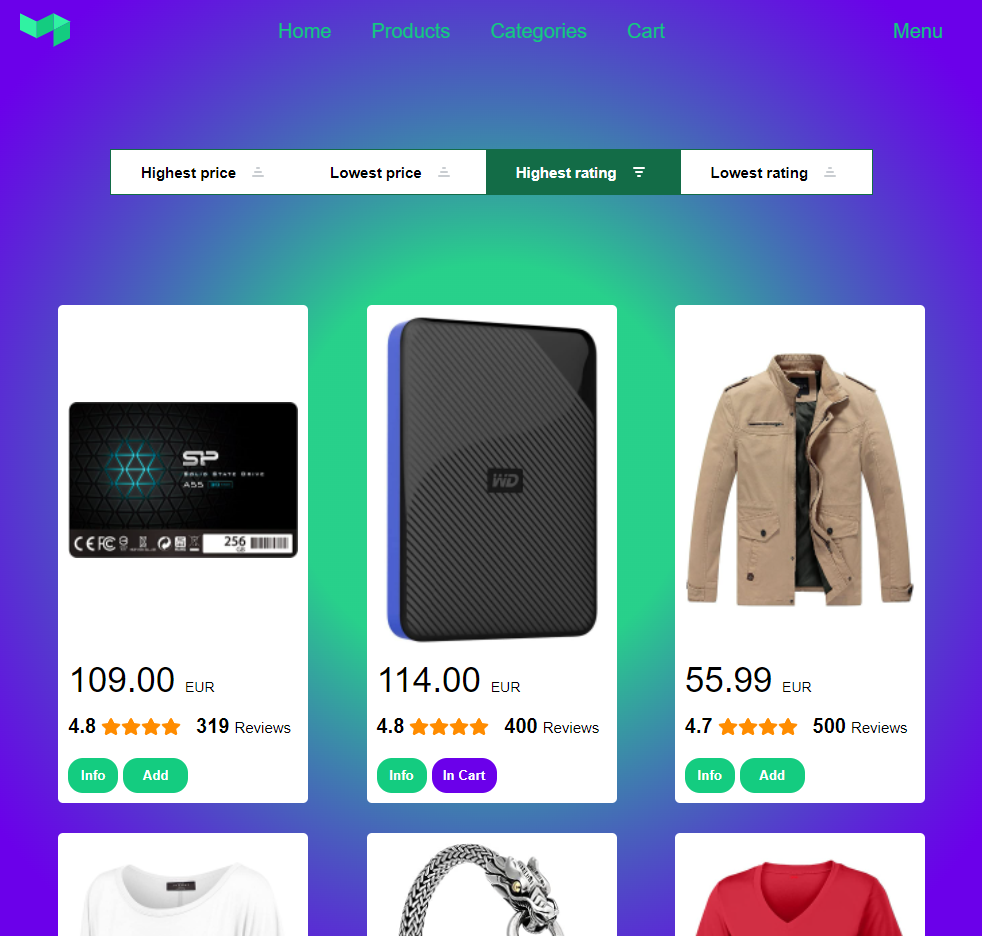 Home Products Categories Cart Menu
Highest price Lowest price Highest rating Lowest rating
SP
SOLID STATE DRIVE
A55
256
GB
WD
109.00 EUR
4.8 319 Reviews
Info Add
114.00 EUR
4.8 400 Reviews
Info In Cart
55.99 EUR
4.7 500 Reviews
Info Add